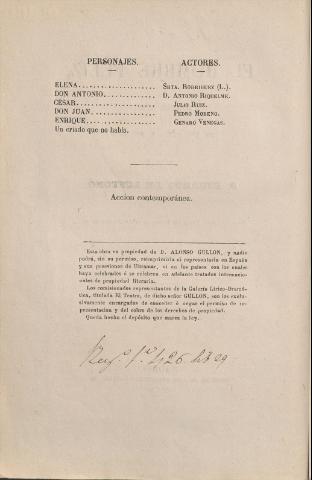 PERSONAJES. ACTORES.
ELENA.................... SRTA. RODRIGUEZ (L.).
DON ANTONIO.............. D. ANTONIO RIQUELME.
CÉSAR.................... JULIO RUIZ.
DON JUAN................. PEDRO MORENO.
ENRIQUE.................. GENARO VENEGAS.
Un criado que no habla.
Accion contemporánea.
Esta obra es propiedad de D. ALONSO GULLON, y nadie
podrá, sin su permiso, reimprimirla ni representarla en España
y sus posesiones de Ultramar, ni en los países con los cuales
haya celebrados ó se celebren en adelante tratados internacio-
nales de propiedad literaria.
Los comisionados representantes de la Galería Lírico-Dramá-
tica, titulada El Teatro, de dicho señor GULLON, son los exclu-
sivamente encargados de conceder ó negar el permiso de re-
presentacion y del cobro de los derechos de propiedad.
Queda hecho el depósito que marca la ley.